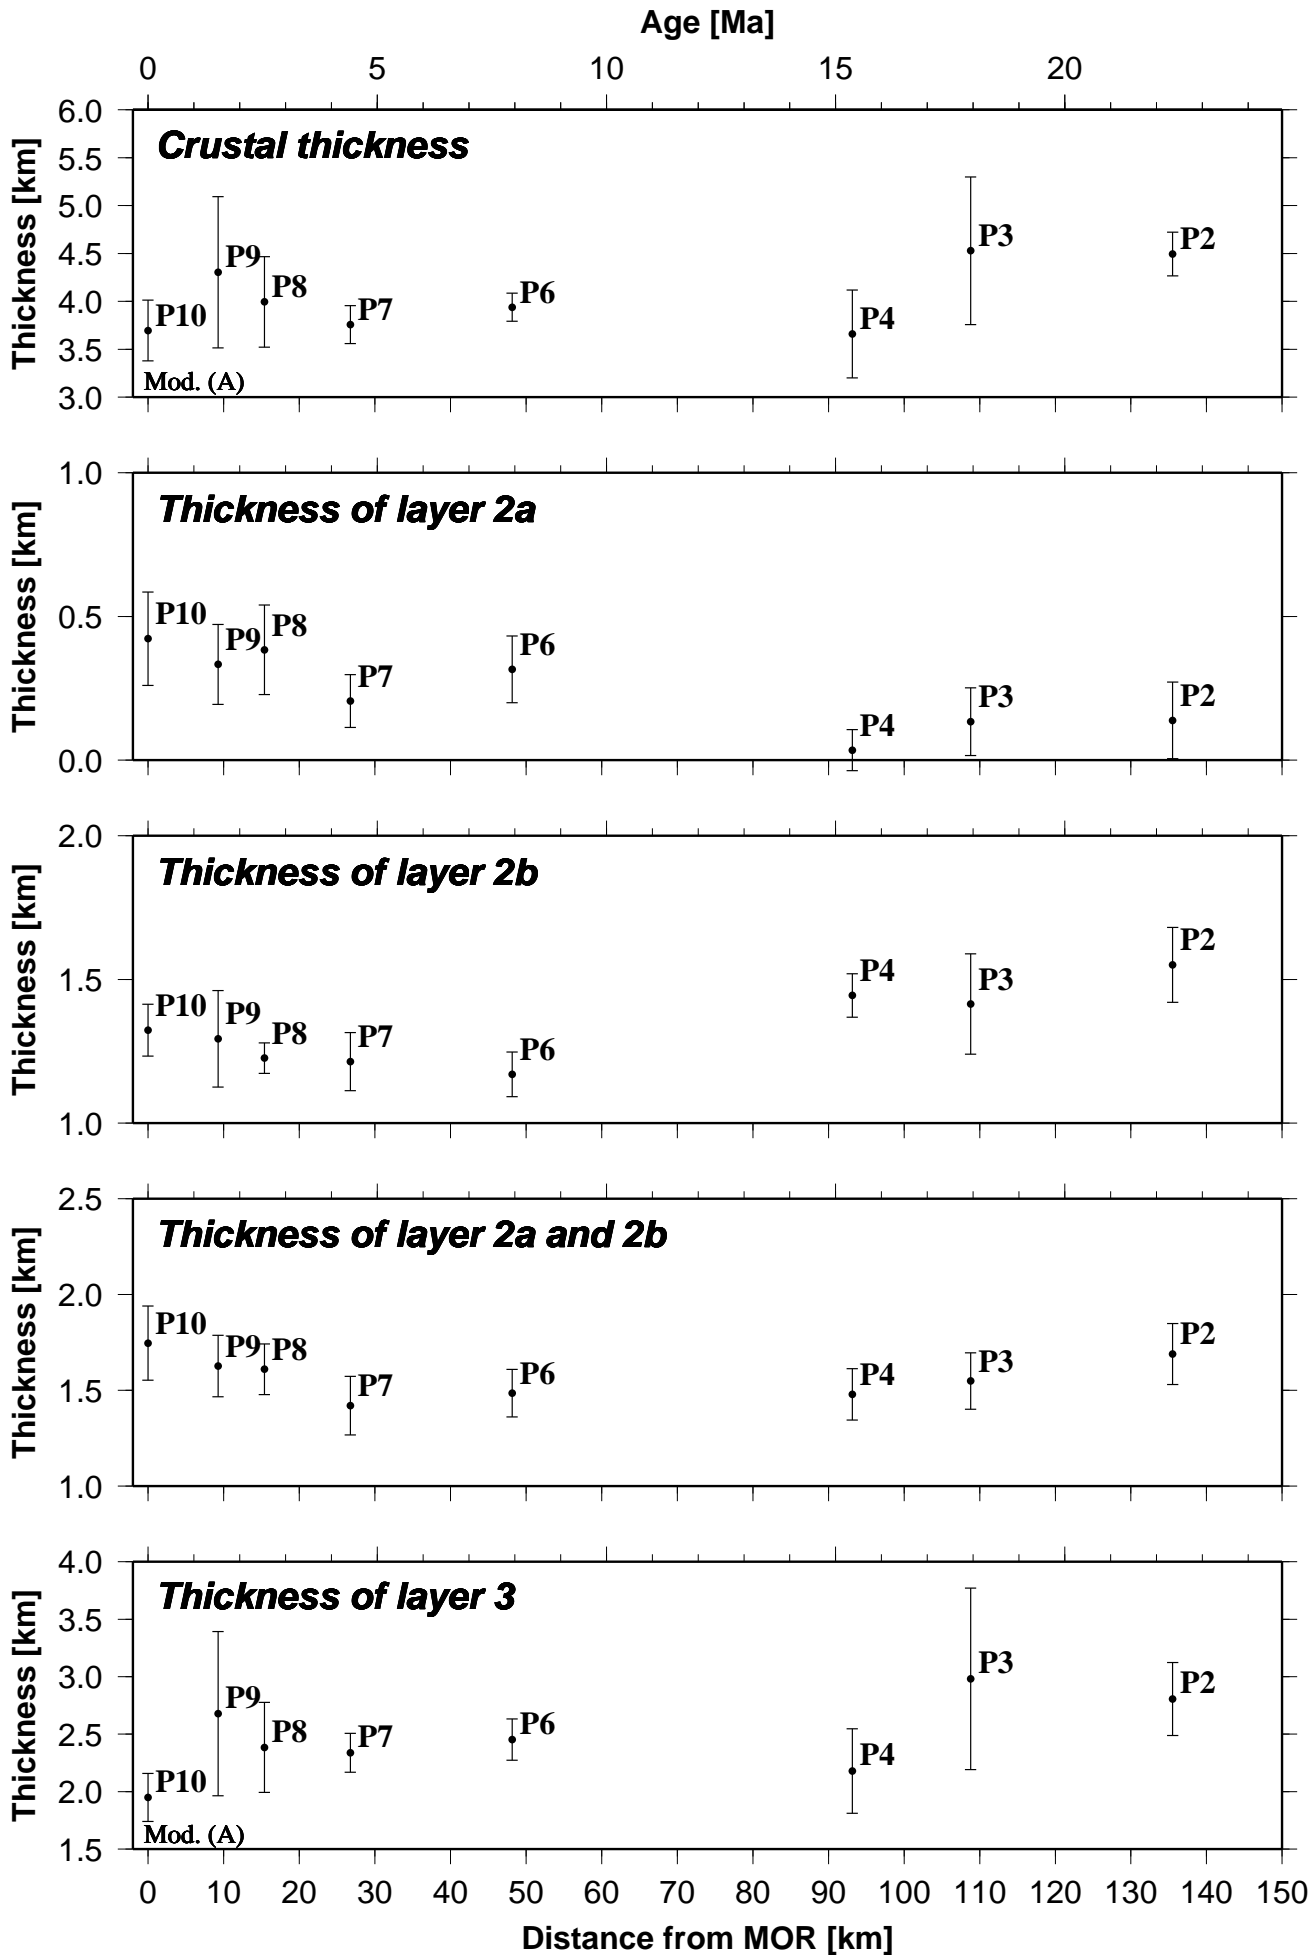 Age [Ma]
0 5 10 15 20
Crustal thickness
Thickness [km]
6.0
5.5
5.0
4.5
4.0
3.5
3.0
P10 P9 P8 P7 P6 P4 P3 P2
Mod. (A)
Thickness of layer 2a
Thickness [km]
1.0
0.5
0.0
P10 P9 P8 P7 P6 P4 P3 P2
Thickness of layer 2b
Thickness [km]
2.0
1.5
1.0
P10 P9 P8 P7 P6 P4 P3 P2
Thickness of layer 2a and 2b
Thickness [km]
2.5
2.0
1.5
1.0
P10 P9 P8 P7 P6 P4 P3 P2
Thickness of layer 3
Thickness [km]
4.0
3.5
3.0
2.5
2.0
1.5
P10 P9 P8 P7 P6 P4 P3 P2
Mod. (A)
0 10 20 30 40 50 60 70 80 90 100 110 120 130 140 150
Distance from MOR [km]